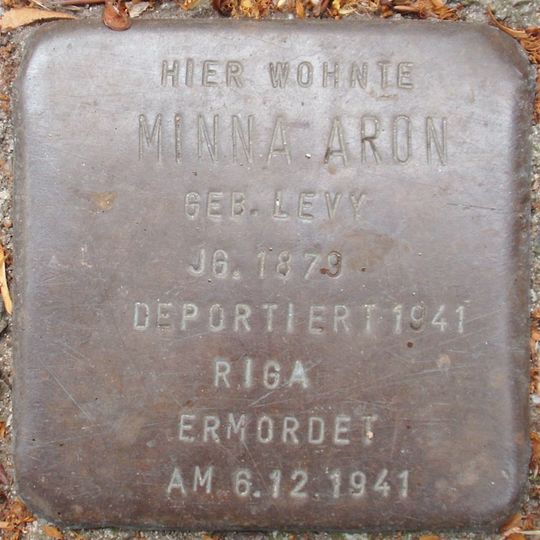 HIER WOHNTE
MINNA ARON
GEB. LEVY
JG. 1879
DEPORTIERT 1941
RIGA
ERMORDET
AM 6.12.1941